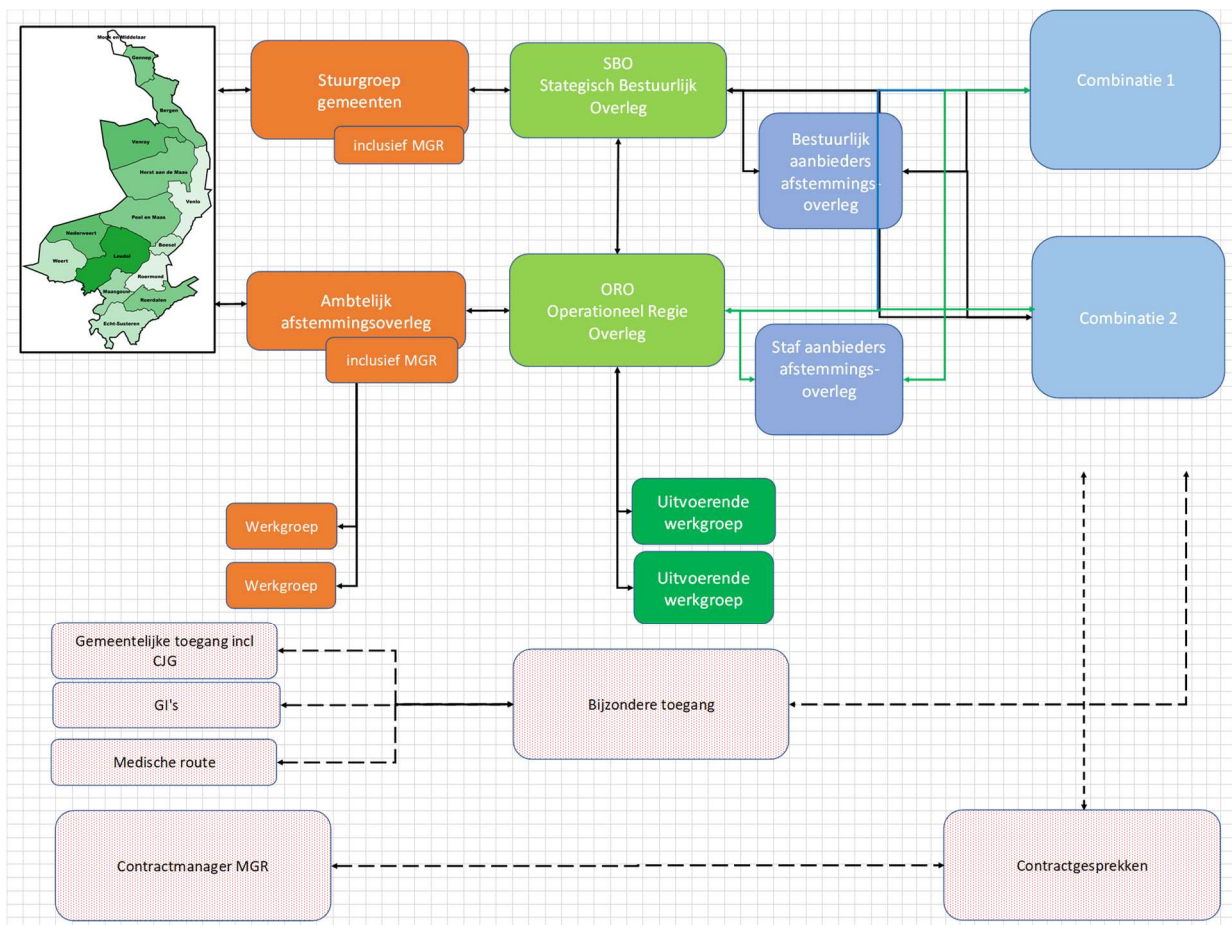 Mook en Middelaar
Gennep
Bergen
Venray
Horst aan de Maas
Venlo
Peel en Maas
Nederweert
Beesel
Leudal
Weert
Roermond
Maasgouw
Roerdalen
Echt-Susteren
Stuurgroep
gemeenten
inclusief MGR
SBO
Stategisch Bestuurlijk
Overleg
Combinatie 1
Bestuurlijk
aanbieders
afstemmings-
overleg
Ambtelijk
afstemmingsoverleg
inclusief MGR
ORO
Operationeel Regie
Overleg
Combinatie 2
Staf aanbieders
afstemmings-
overleg
Werkgroep
Werkgroep
Uitvoerende
werkgroep
Uitvoerende
werkgroep
Gemeentelijke toegang incl
CJG
GI's
Medische route
Bijzondere toegang
Contractmanager MGR
Contractgesprekken